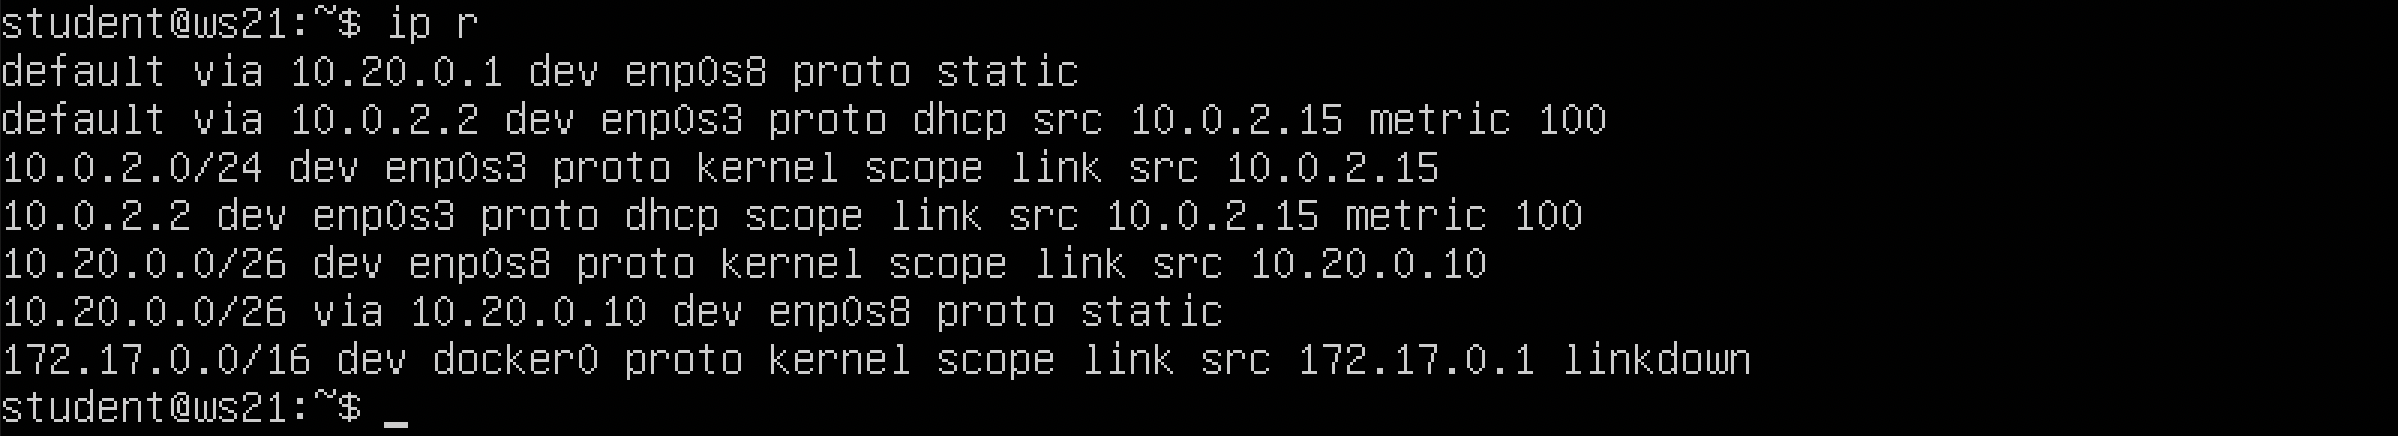 student@ws21:~$ ip r
default via 10.20.0.1 dev enp0s8 proto static
default via 10.0.2.2 dev enp0s3 proto dhcp src 10.0.2.15 metric 100
10.0.2.0/24 dev enp0s3 proto kernel scope link src 10.0.2.15
10.0.2.2 dev enp0s3 proto dhcp scope link src 10.0.2.15 metric 100
10.20.0.0/26 dev enp0s8 proto kernel scope link src 10.20.0.10
10.20.0.0/26 via 10.20.0.10 dev enp0s8 proto static
172.17.0.0/16 dev docker0 proto kernel scope link src 172.17.0.1 linkdown
student@ws21:~$ _